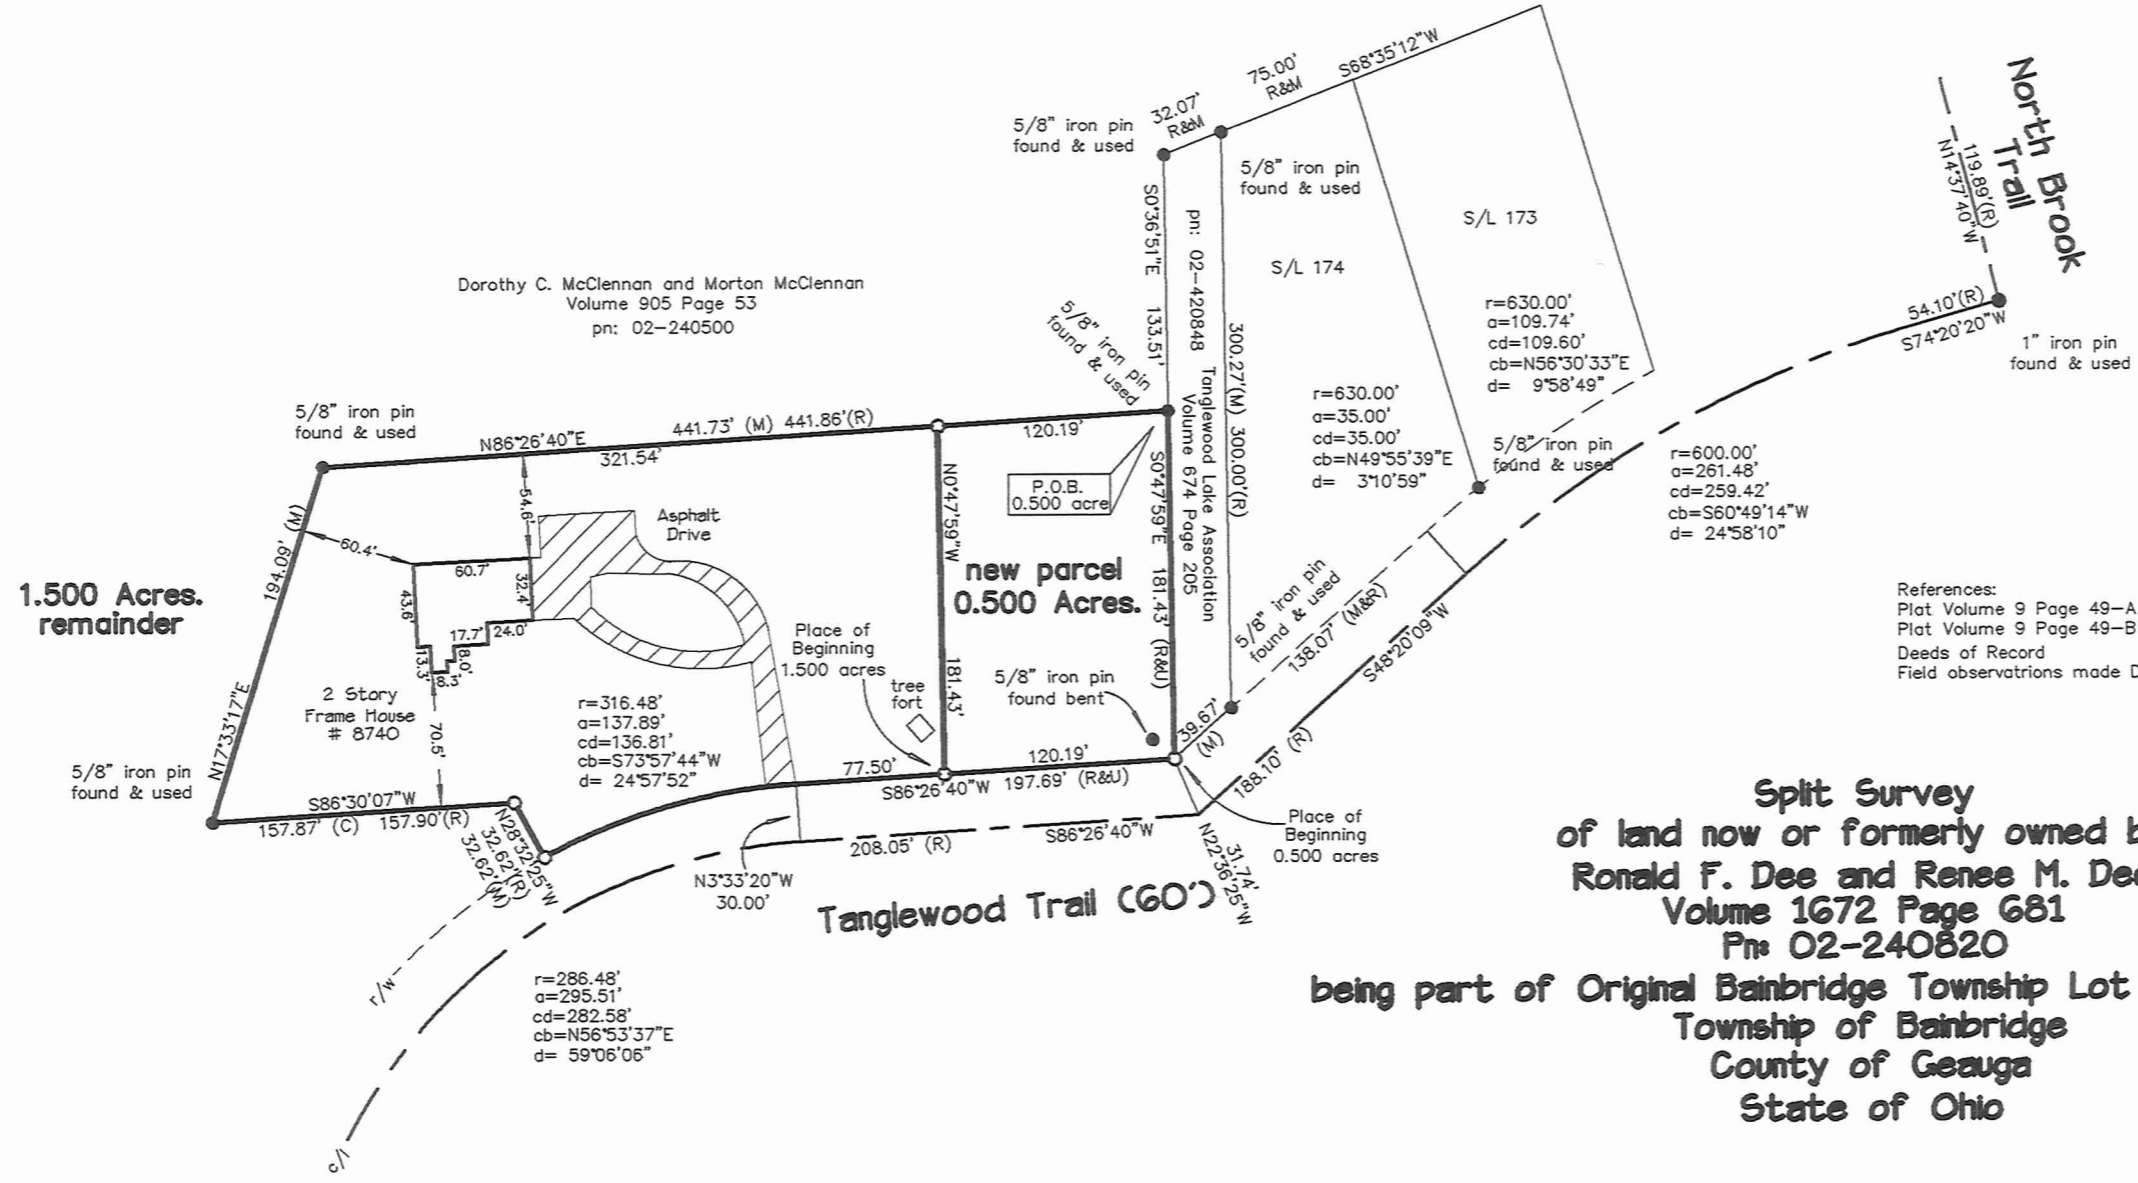 North Brook
Trail
119.89'(R)
N14°37'40"W
54.10'(R)
S74°20'20"W
1" iron pin
found & used
75.00'
R&M
S68°35'12"W
32.07'
R&M
5/8" iron pin
found & used
5/8" iron pin
found & used
S0°36'51"E 133.51'
pn: 02-420848 Tanglewood Lake Association
Volume 674 Page 205
300.27'(M) 300.00'(R)
S/L 173
S/L 174
r=630.00'
a=109.74'
cd=109.60'
cb=N56°30'33"E
d= 9°58'49"
r=630.00'
a=35.00'
cd=35.00'
cb=N49°55'39"E
d= 3°10'59"
5/8" iron pin
found & used
r=600.00'
a=261.48'
cd=259.42'
cb=S60°49'14"W
d= 24°58'10"
Dorothy C. McClennan and Morton McClennan
Volume 905 Page 53
pn: 02-240500
5/8" iron pin
found & used
5/8" iron pin
found & used
N86°26'40"E
441.73' (M) 441.86'(R)
321.54'
120.19'
P.O.B.
0.500 acre
S0°47'59"E 181.43' (R&U)
N0°47'59"W
181.43'
new parcel
0.500 Acres.
54.6'
Asphalt
Drive
60.4'
60.7'
32.4'
43.6'
17.7'
24.0'
8.0'
13.3'
8.3'
70.5'
194.09' (M)
N17°33'17"E
1.500 Acres.
remainder
2 Story
Frame House
# 8740
Place of
Beginning
1.500 acres
tree
fort
5/8" iron pin
found bent
5/8" iron pin
found & used
138.07' (M&R)
S48°20'09"W
188.10' (R)
39.67'
(M)
r=316.48'
a=137.89'
cd=136.81'
cb=S73°57'44"W
d= 24°57'52"
77.50'
120.19'
S86°26'40"W 197.69' (R&U)
5/8" iron pin
found & used
S86°30'07"W
157.87' (C) 157.90'(R)
N28°32'25"W
32.62'(R)
32.62'(M)
208.05' (R)
S86°26'40"W
N3°33'20"W
30.00'
31.74'
N22°36'25"W
Place of
Beginning
0.500 acres
Tanglewood Trail (60')
r/w
c/l
r=286.48'
a=295.51'
cd=282.58'
cb=N56°53'37"E
d= 59°06'06"
References:
Plat Volume 9 Page 49-A
Plat Volume 9 Page 49-B
Deeds of Record
Field observatrions made D
Split Survey
of land now or formerly owned b
Ronald F. Dee and Renee M. Dee
Volume 1672 Page 681
Pn: 02-240820
being part of Original Bainbridge Township Lot
Township of Bainbridge
County of Geauga
State of Ohio